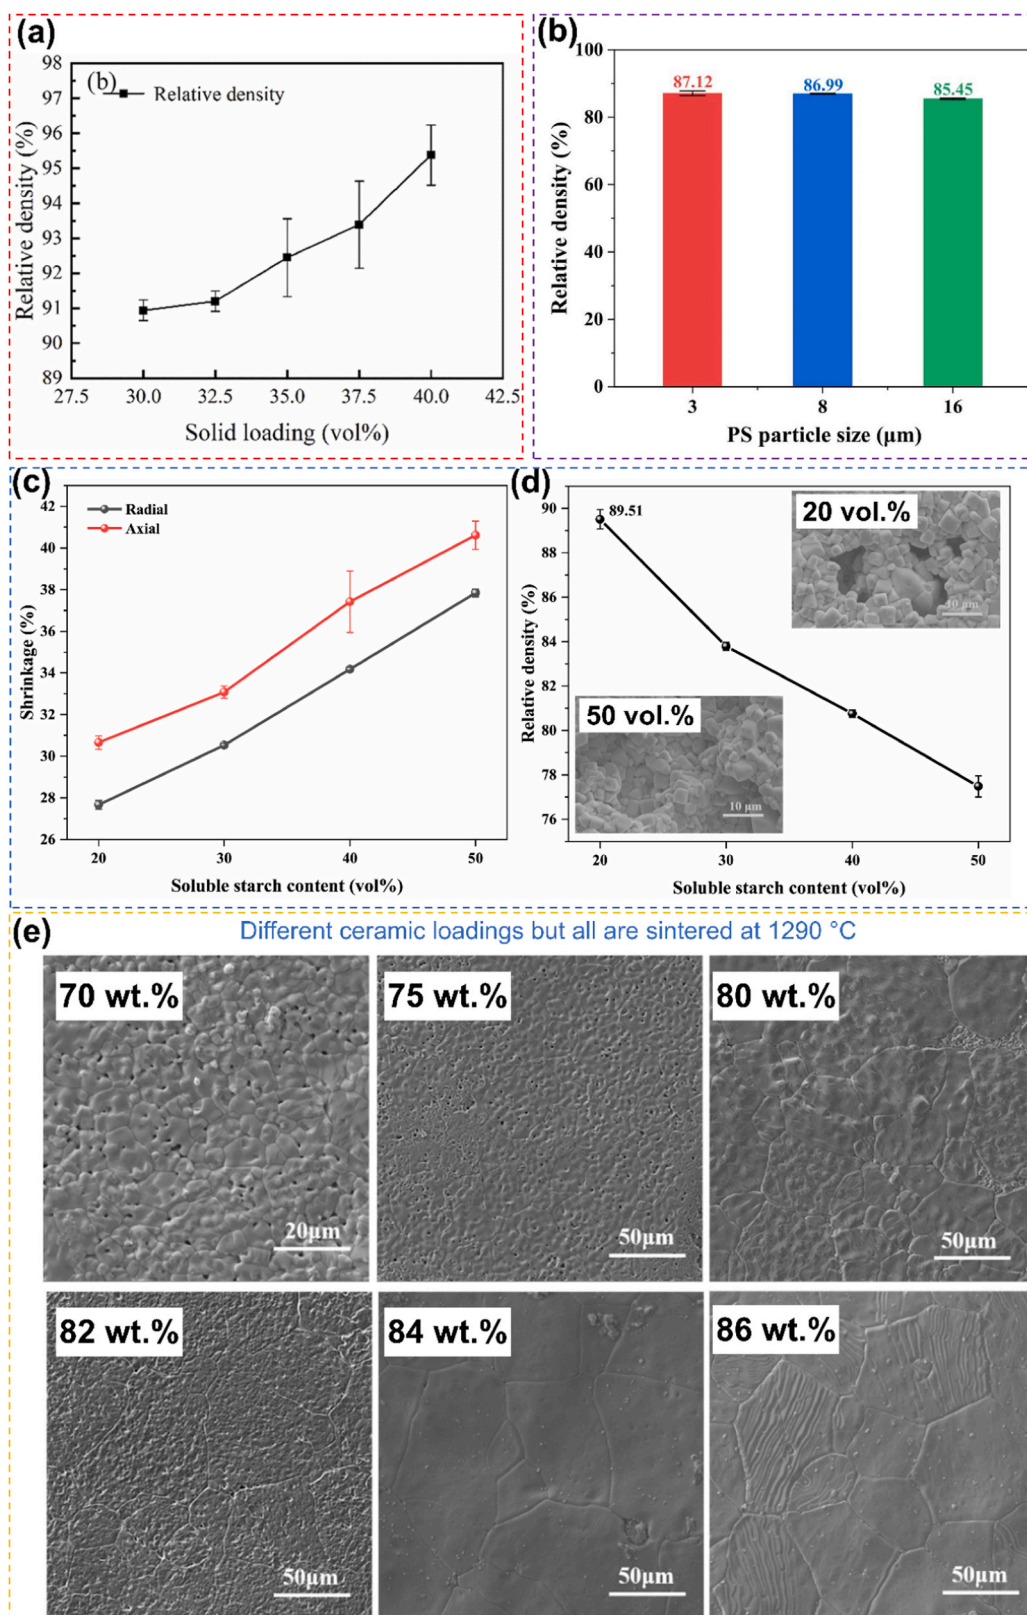 (a)
98
97
96
95
94
93
92
91
90
89
(b)
Relative density
Relative density (%)
27.5 30.0 32.5 35.0 37.5 40.0 42.5
Solid loading (vol%)
(b)
100
80
60
40
20
0
87.12 86.99 85.45
Relative density (%)
3 8 16
PS particle size (μm)
(c)
42
40
38
36
34
32
30
28
26
Radial
Axial
Shrinkage (%)
20 30 40 50
Soluble starch content (vol%)
(d)
90
88
86
84
82
80
78
76
89.51
20 vol.%
10 μm
50 vol.%
10 μm
Relative density (%)
20 30 40 50
Soluble starch content (vol%)
(e)
Different ceramic loadings but all are sintered at 1290 °C
70 wt.%
20μm
75 wt.%
50μm
80 wt.%
50μm
82 wt.%
50μm
84 wt.%
50μm
86 wt.%
50μm